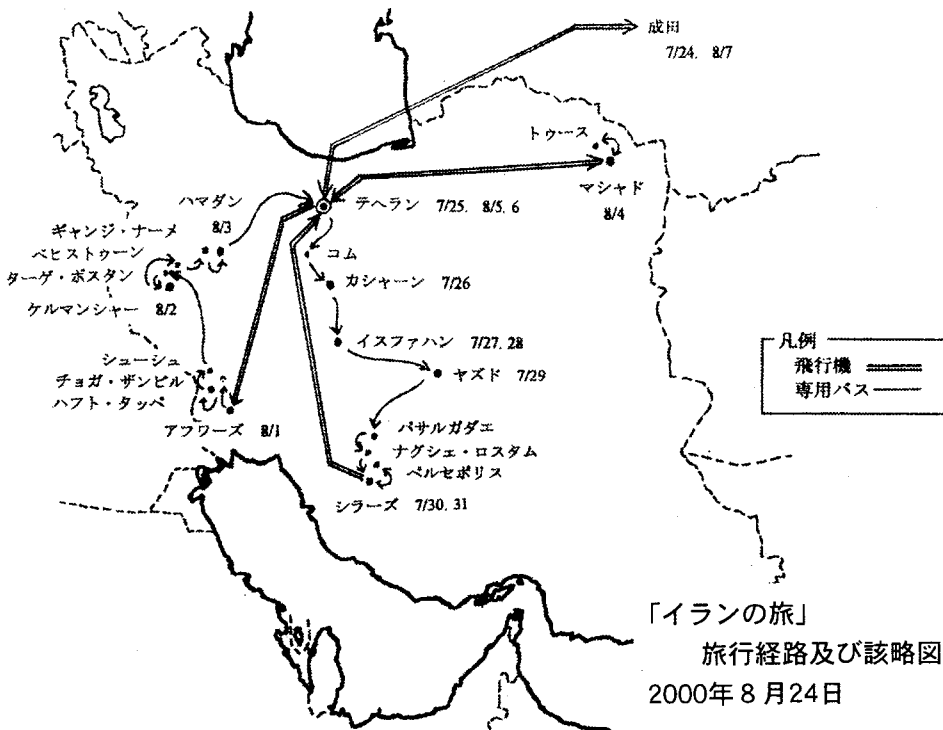 成田
7/24, 8/7
トゥース
マシャド
8/4
テヘラン 7/25, 8/5, 6
ハマダン
8/3
ギャンジ・ナーメ
ベヒストゥーン
ターゲ・ボスタン
ケルマンシャー 8/2
コム
カシャーン 7/26
イスファハン 7/27, 28
ヤズド 7/29
凡例
飛行機
専用バス
シューシュ
チョガ・ザンビル
ハフト・タッペ
アフワーズ 8/1
パサルガダエ
ナグシェ・ロスタム
ペルセポリス
シラーズ 7/30, 31
「イランの旅」
旅行経路及び該略図
2000年8月24日